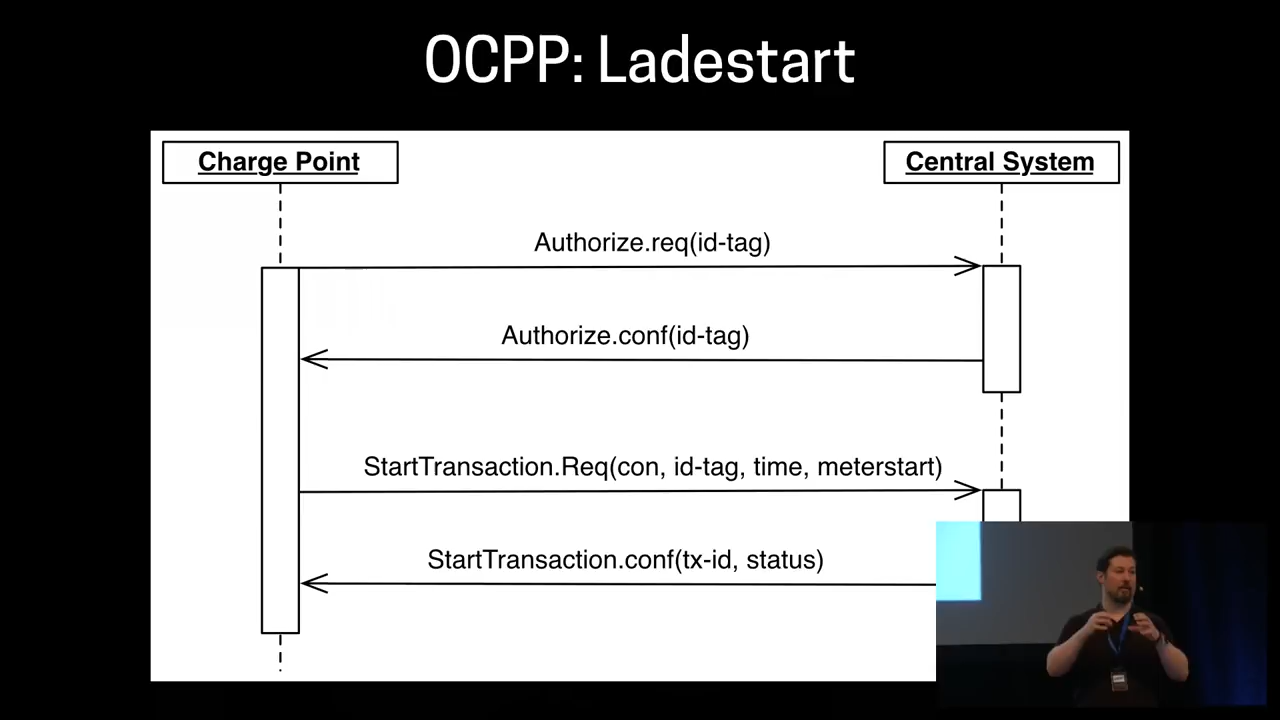 OCPP: Ladestart
Charge Point
Central System
Authorize.req(id-tag)
Authorize.conf(id-tag)
StartTransaction.Req(con, id-tag, time, meterstart)
StartTransaction.conf(tx-id, status)